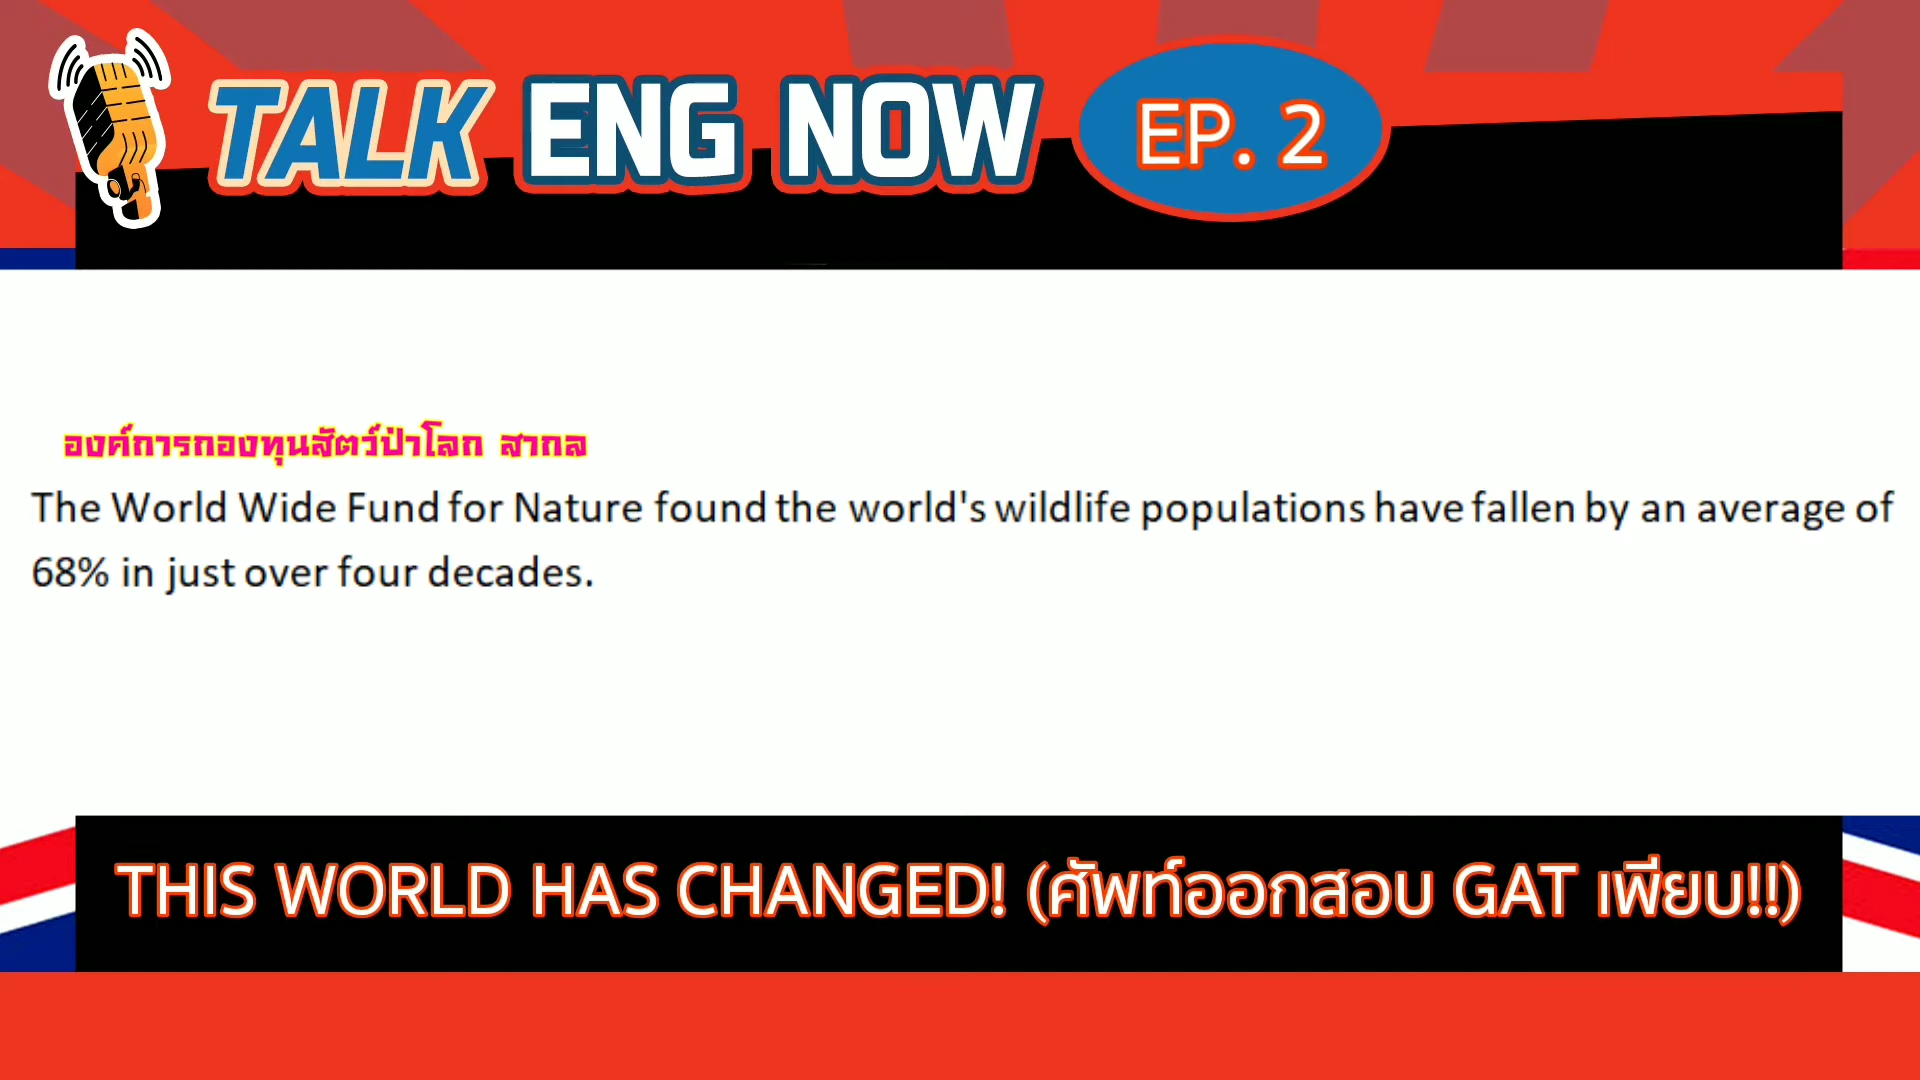 TALK ENG NOW EP. 2
องค์การกองทุนสัตว์ป่าโลก สากล
The World Wide Fund for Nature found the world's wildlife populations have fallen by an average of
68% in just over four decades.
THIS WORLD HAS CHANGED! (ศัพท์ออกสอบ GAT เพียบ!!)